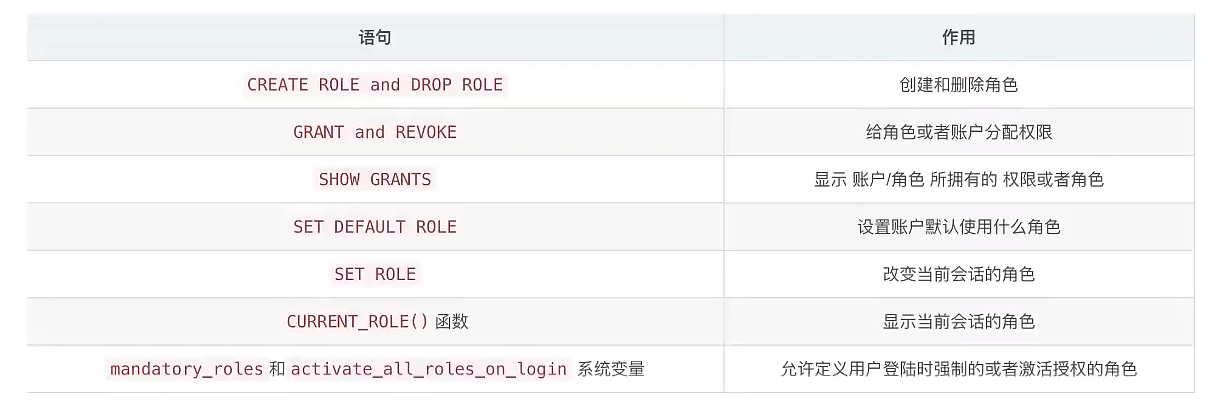 语句 作用
CREATE ROLE and DROP ROLE 创建和删除角色
GRANT and REVOKE 给角色或者账户分配权限
SHOW GRANTS 显示 账户/角色 所拥有的 权限或者角色
SET DEFAULT ROLE 设置账户默认使用什么角色
SET ROLE 改变当前会话的角色
CURRENT_ROLE() 函数 显示当前会话的角色
mandatory_roles 和 activate_all_roles_on_login 系统变量 允许定义用户登陆时强制的或者激活授权的角色